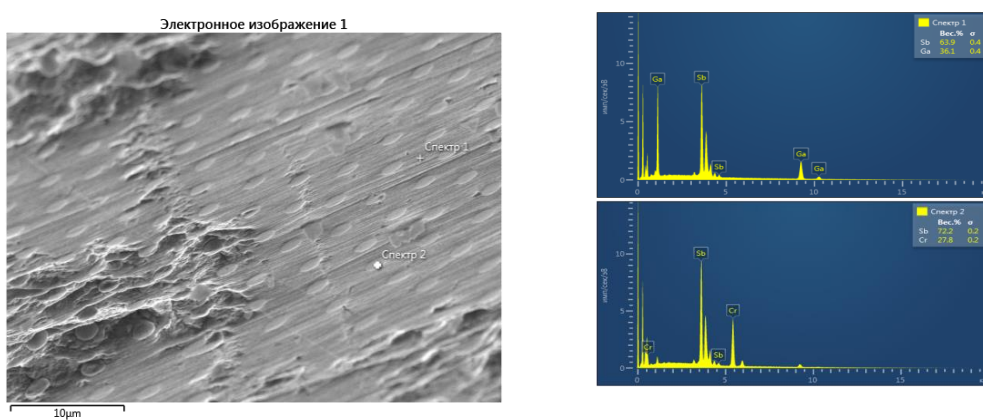 Электронное изображение 1
Спектр 1
Спектр 2
10µm
Спектр 1
Вес.% σ
Sb 63.9 0.4
Ga 36.1 0.4
имп/сек/эВ
10
5
0
Ga
Sb
Sb
Ga
Ga
0 5 10 15
Спектр 2
Вес.% σ
Sb 72.2 0.2
Cr 27.8 0.2
имп/сек/эВ
10
5
0
Cr
Sb
Sb
Cr
0 5 10 15